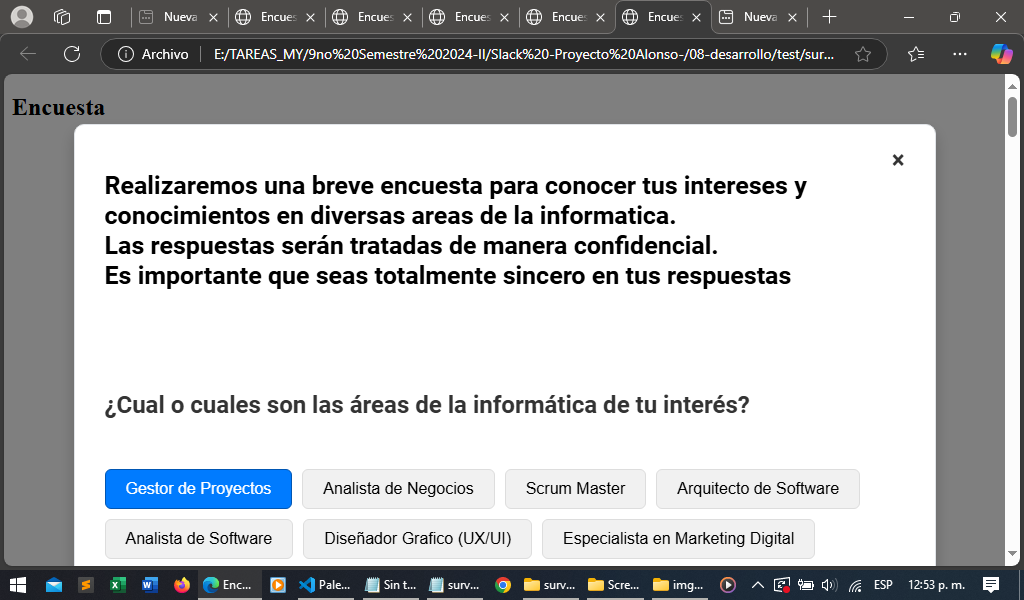 Nueva
Encues
Encues
Encues
Encues
Encues
Nueva
Archivo
E:/TAREAS_MY/9no%20Semestre%202024-II/Slack%20-Proyecto%20Alonso-/08-desarrollo/test/sur...
Encuesta
×
Realizaremos una breve encuesta para conocer tus intereses y
conocimientos en diversas areas de la informatica.
Las respuestas serán tratadas de manera confidencial.
Es importante que seas totalmente sincero en tus respuestas
¿Cual o cuales son las áreas de la informática de tu interés?
Gestor de Proyectos
Analista de Negocios
Scrum Master
Arquitecto de Software
Analista de Software
Diseñador Grafico (UX/UI)
Especialista en Marketing Digital
Enc...
Pale...
Sin t...
surv...
surv...
Scre...
img...
ESP
12:53 p. m.